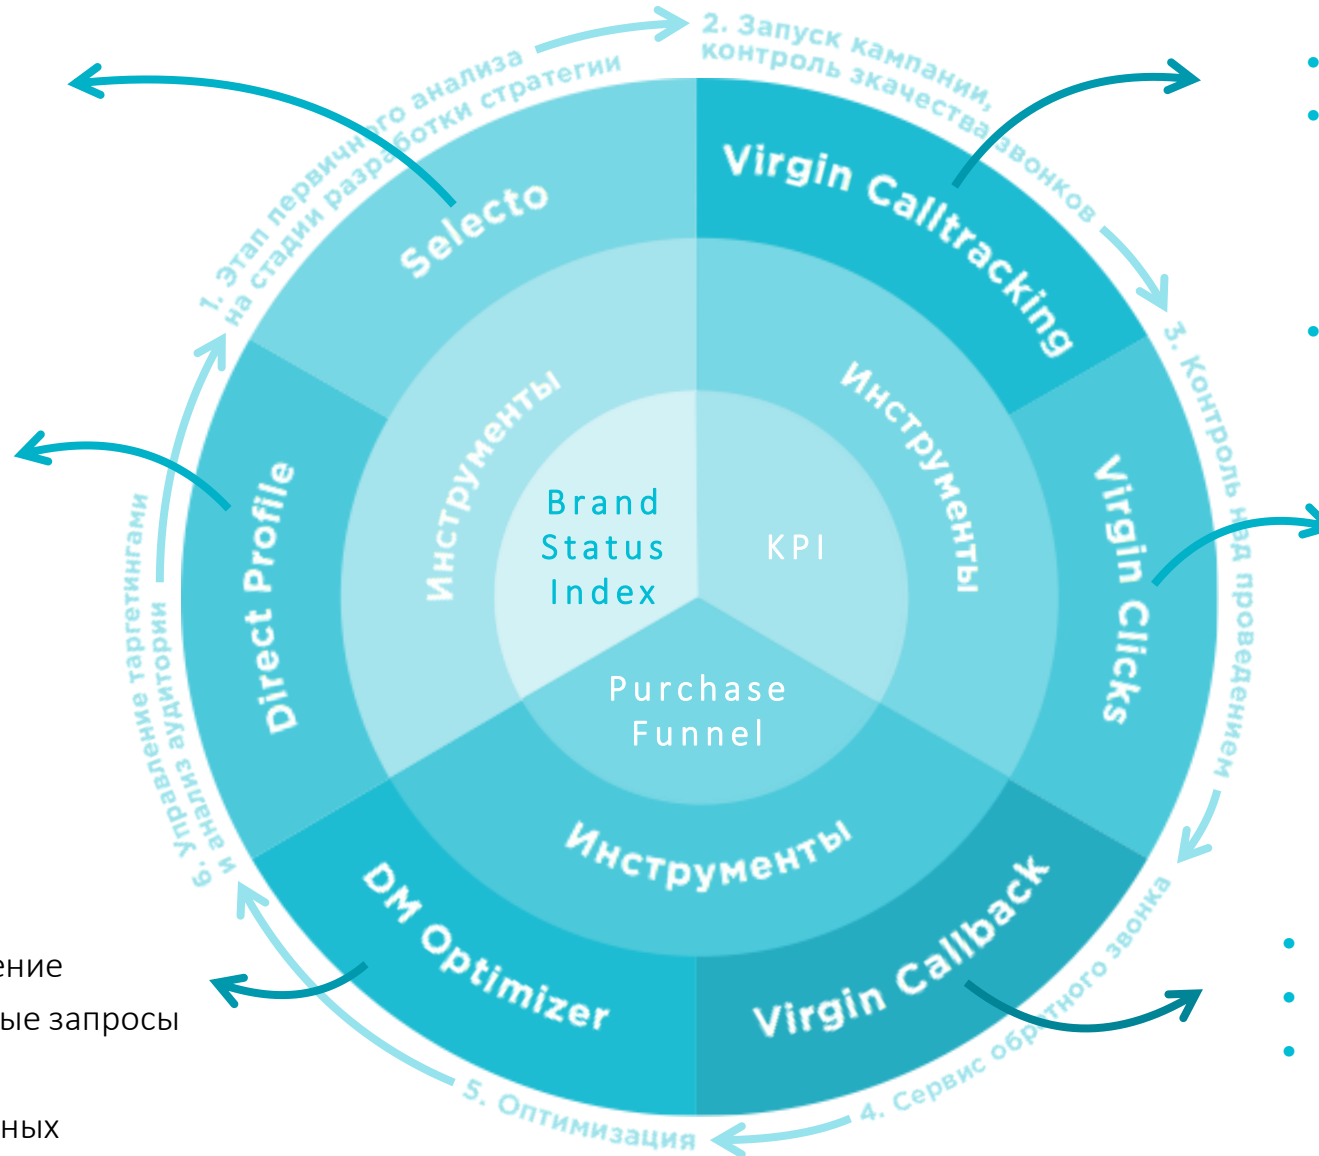 1. Этап первичного анализа
на стадии разработки стратегии
2. Запуск кампании,
контроль зкачества звонков
3. Контроль над проведением
4. Сервис обратного звонка
5. Оптимизация
6. Управление таргетингами
и анализ аудитории
Selecto
Virgin Calltracking
Virgin Clicks
Virgin Callback
DM Optimizer
Direct Profile
Инструменты
Инструменты
Инструменты
Brand
Status
Index
KPI
Purchase
Funnel
ение
ые запросы
ных